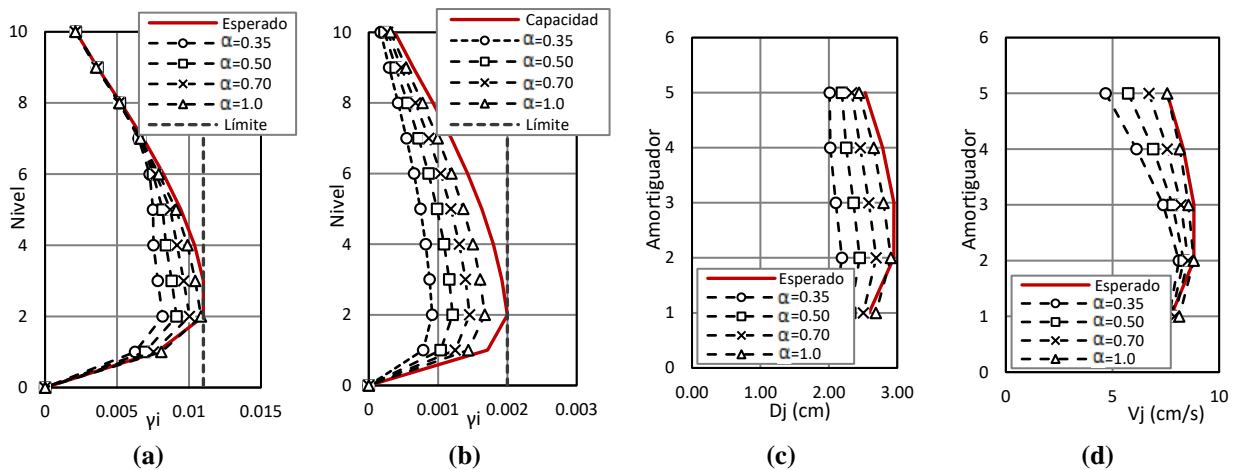 10
8
6
4
2
0
Nivel
Esperado
α=0.35
α=0.50
α=0.70
α=1.0
Límite
0
0.005
0.01
0.015
γi
(a)
10
8
6
4
2
0
Nivel
Capacidad
α=0.35
α=0.50
α=0.70
α=1.0
Límite
0
0.001
0.002
0.003
γi
(b)
6
5
4
3
2
1
0
Amortiguador
Esperado
α=0.35
α=0.50
α=0.70
α=1.0
0.00
1.00
2.00
3.00
Dj (cm)
(c)
6
5
4
3
2
1
0
Amortiguador
Esperado
α=0.35
α=0.50
α=0.70
α=1.0
0
5
10
Vj (cm/s)
(d)